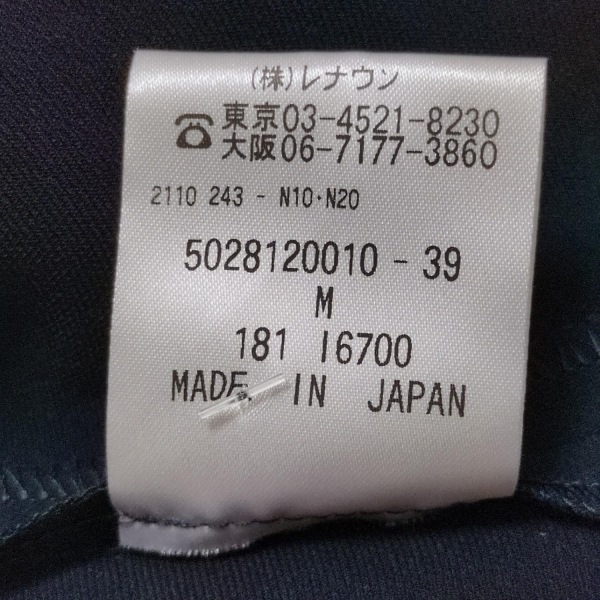 (株)レナウン
☎東京03-4521-8230
大阪06-7177-3860
2110 243 - N10・N20
5028120010 - 39
M
181 16700
MADE IN JAPAN